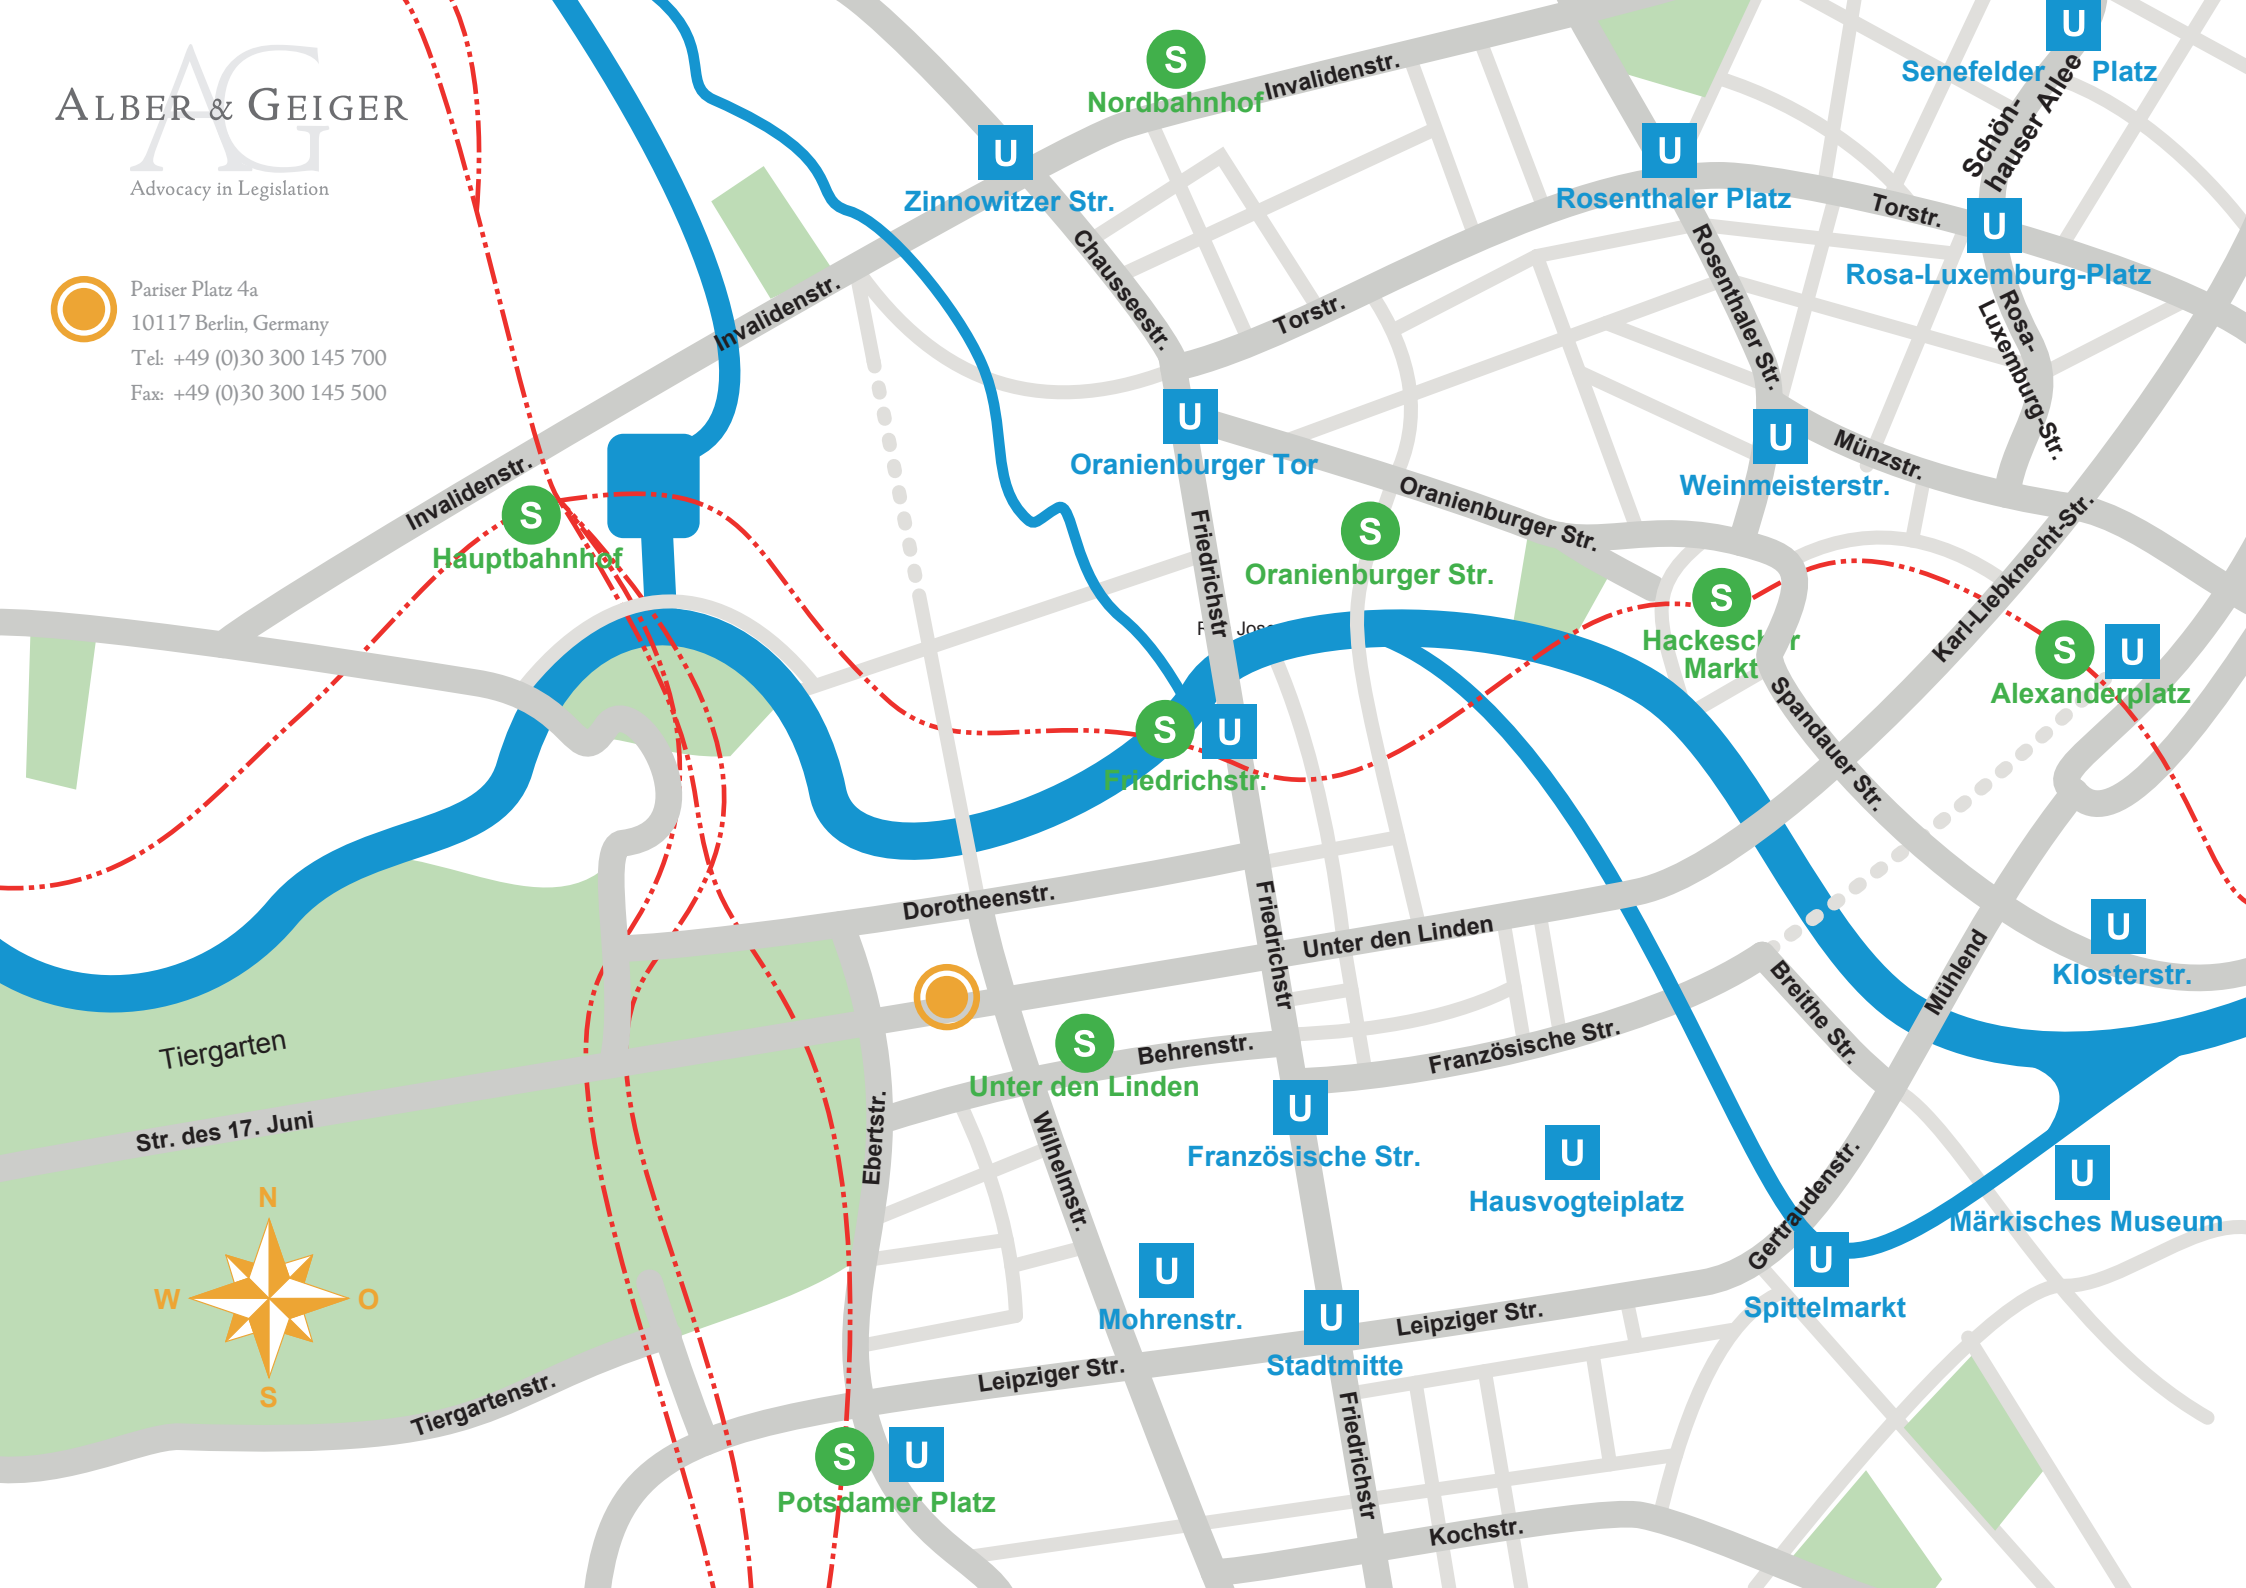 AG
ALBER & GEIGER
Advocacy in Legislation
Pariser Platz 4a
10117 Berlin, Germany
Tel: +49 (0)30 300 145 700
Fax: +49 (0)30 300 145 500
U
Senefelder Platz
Schön-
hauser Allee
S
Nordbahnhof
Invalidenstr.
U
Zinnowitzer Str.
U
Rosenthaler Platz
Torstr.
U
Rosa-Luxemburg-Platz
Rosa-
Luxemburg-Str.
Chausseestr.
Rosenthaler Str.
Invalidenstr.
Torstr.
U
Oranienburger Tor
U
Weinmeisterstr.
Münzstr.
Invalidenstr.
S
Hauptbahnhof
Oranienburger Str.
Friedrichstr
S
Oranienburger Str.
Karl-Liebknecht-Str.
S
Hackescher
Markt
S
U
Alexanderplatz
S
U
Friedrichstr.
Spandauer Str.
Dorotheenstr.
Friedrichstr
Unter den Linden
U
Klosterstr.
Breithe Str.
Mühlend
Tiergarten
S
Unter den Linden
Behrenstr.
Französische Str.
Str. des 17. Juni
Ebertstr.
Wilhelmstr.
U
Französische Str.
U
Hausvogteiplatz
Gertraudenstr.
U
Märkisches Museum
N
W
O
S
U
Mohrenstr.
U
Stadtmitte
Leipziger Str.
U
Spittelmarkt
Tiergartenstr.
Leipziger Str.
Friedrichstr
S
U
Potsdamer Platz
Kochstr.